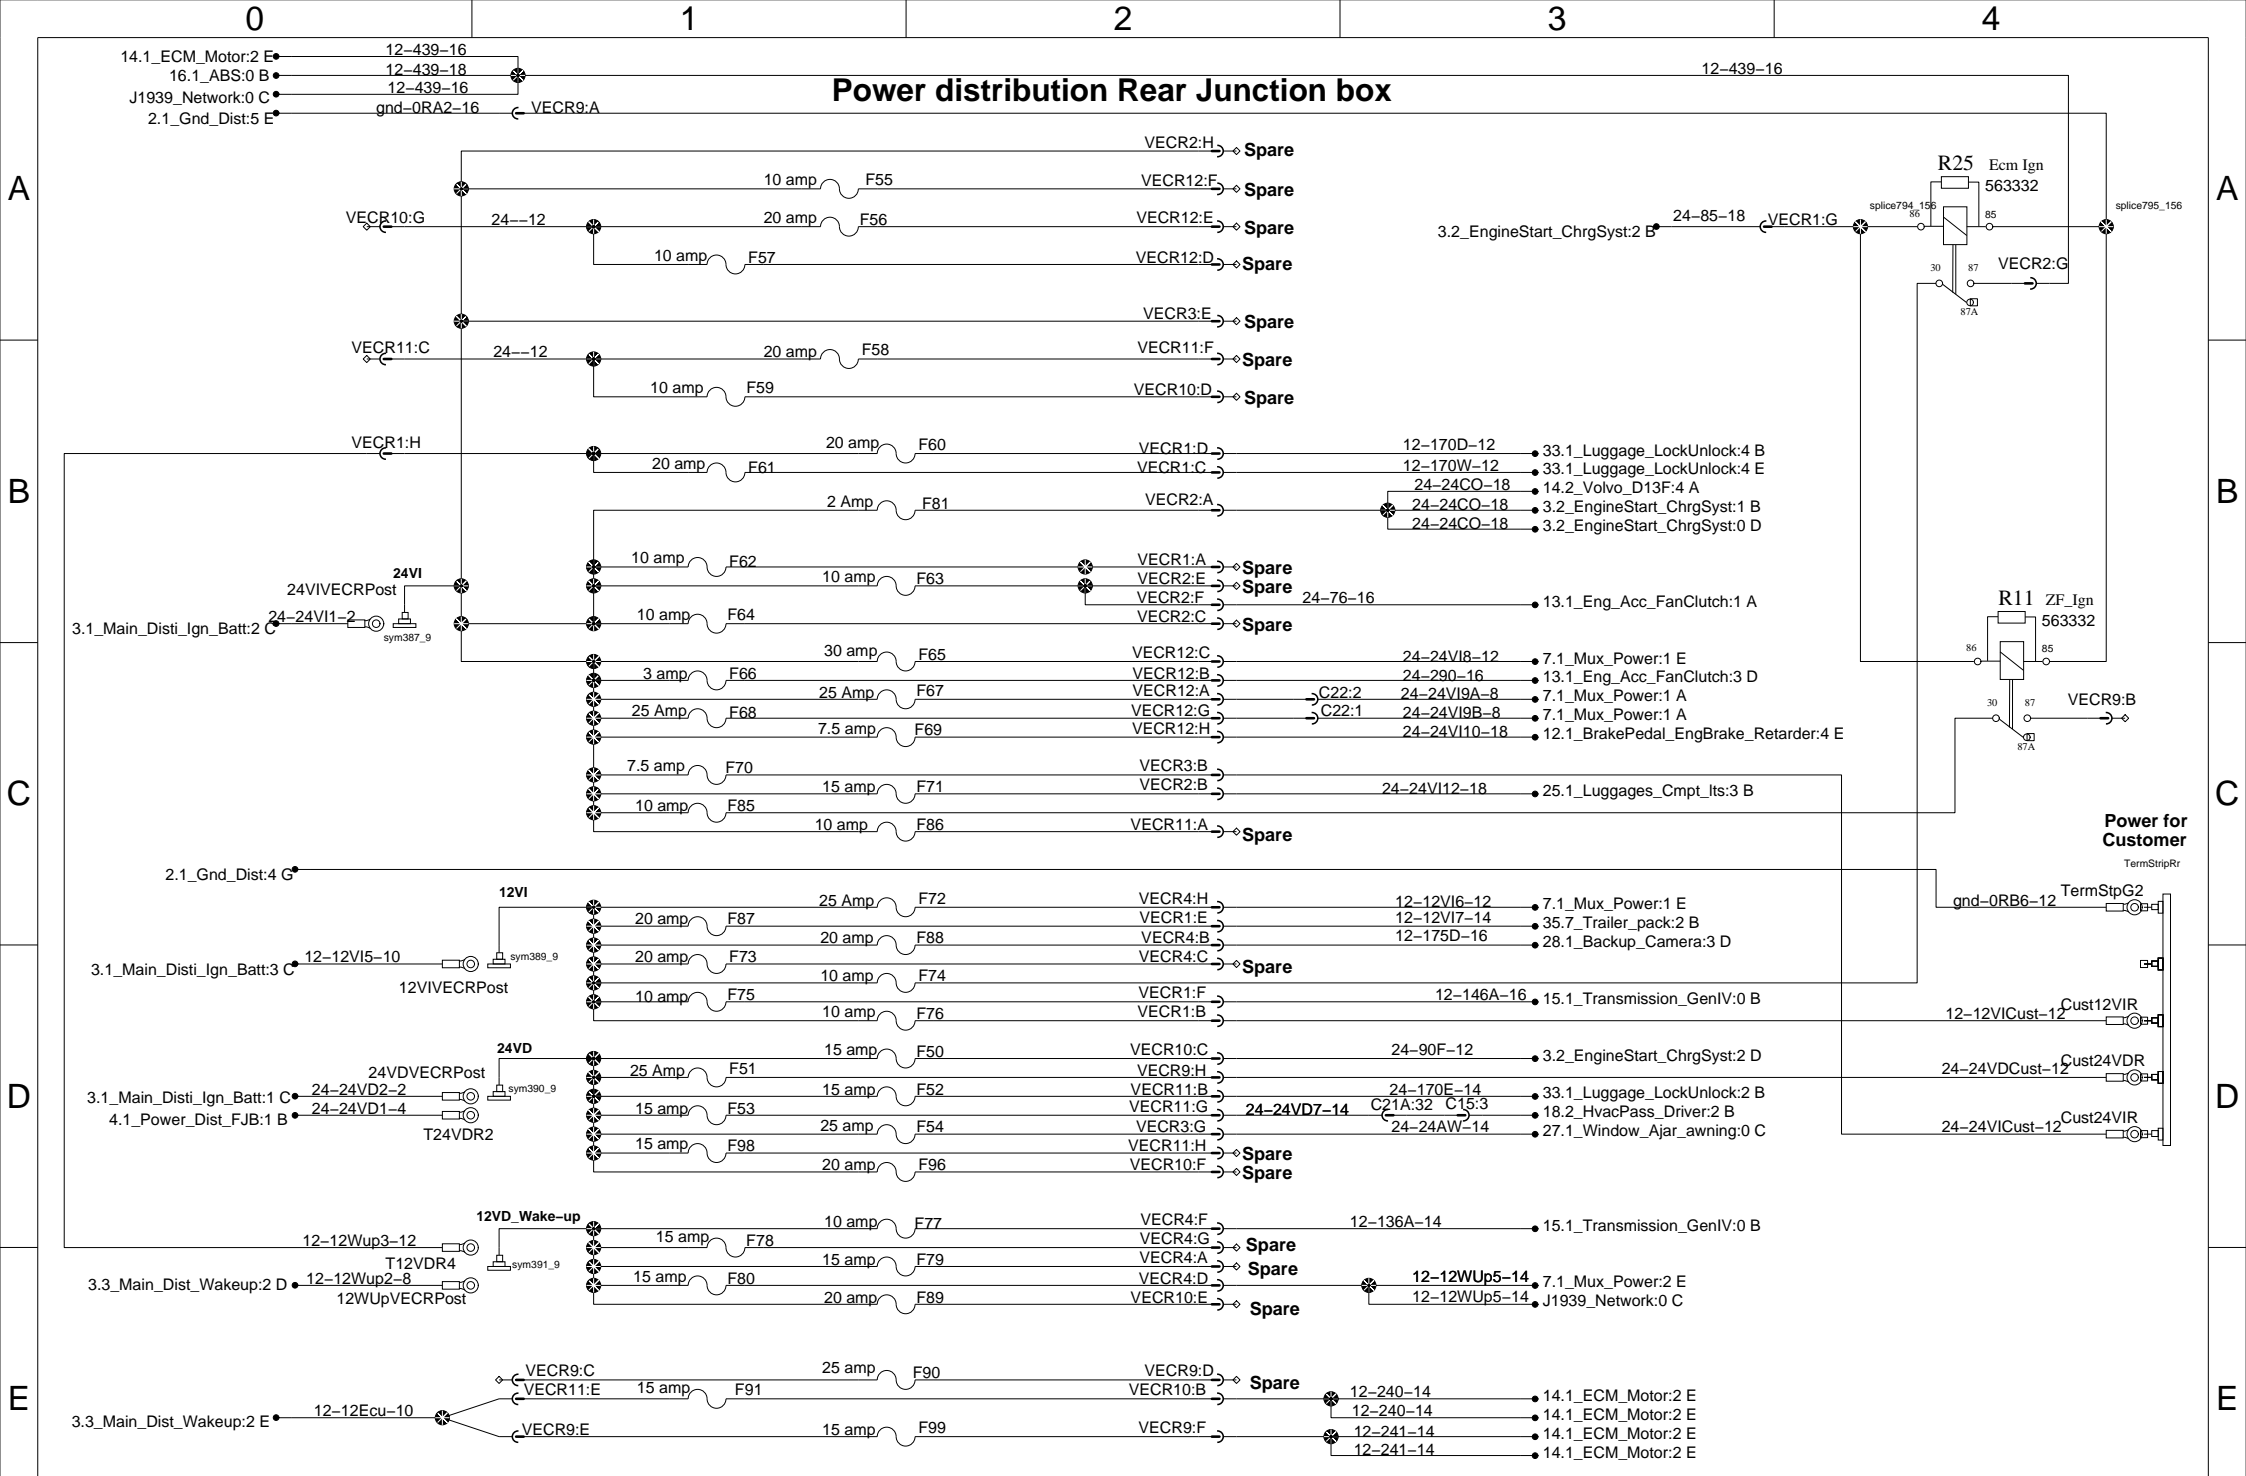 0 1 2 3 4
14.1_ECM_Motor:2 E 12-439-16
16.1_ABS:0 B 12-439-18 12-439-16
J1939_Network:0 C 12-439-16
2.1_Gnd_Dist:5 E gnd-0RA2-16 VECR9:A
Power distribution Rear Junction box
VECR2:H Spare
A 10 amp F55 VECR12:F Spare A
R25 Ecm Ign
563332
VECR10:G 24--12 20 amp F56 VECR12:E Spare
3.2_EngineStart_ChrgSyst:2 B 24-85-18 VECR1:G splice794_156 86 85 splice795_156
10 amp F57 VECR12:D Spare
30 87 VECR2:G
87A
VECR3:E Spare
VECR11:C 24--12 20 amp F58 VECR11:F Spare
10 amp F59 VECR10:D Spare
VECR1:H 20 amp F60 VECR1:D 12-170D-12 33.1_Luggage_LockUnlock:4 B
20 amp F61 VECR1:C 12-170W-12 33.1_Luggage_LockUnlock:4 E
B 24-24CO-18 14.2_Volvo_D13F:4 A B
2 Amp F81 VECR2:A 24-24CO-18 3.2_EngineStart_ChrgSyst:1 B
24-24CO-18 3.2_EngineStart_ChrgSyst:0 D
10 amp F62 VECR1:A Spare
24VIVECRPost 24VI 10 amp F63 VECR2:E Spare
VECR2:F 24-76-16 13.1_Eng_Acc_FanClutch:1 A
3.1_Main_Disti_Ign_Batt:2 C 24-24VI1-2 sym387_9 10 amp F64 VECR2:C Spare
R11 ZF_Ign
563332
30 amp F65 VECR12:C 24-24VI8-12 7.1_Mux_Power:1 E
86 85
3 amp F66 VECR12:B 24-290-16 13.1_Eng_Acc_FanClutch:3 D
25 Amp F67 VECR12:A C22:2 24-24VI9A-8 7.1_Mux_Power:1 A
25 Amp F68 VECR12:G C22:1 24-24VI9B-8 7.1_Mux_Power:1 A
30 87 VECR9:B
87A
7.5 amp F69 VECR12:H 24-24VI10-18 12.1_BrakePedal_EngBrake_Retarder:4 E
7.5 amp F70 VECR3:B
C 15 amp F71 VECR2:B 24-24VI12-18 25.1_Luggages_Cmpt_lts:3 B C
10 amp F85
10 amp F86 VECR11:A Spare
Power for
Customer
TermStripRr
2.1_Gnd_Dist:4 G
12VI 25 Amp F72 VECR4:H 12-12VI6-12 7.1_Mux_Power:1 E gnd-0RB6-12 TermStpG2
20 amp F87 VECR1:E 12-12VI7-14 35.7_Trailer_pack:2 B
20 amp F88 VECR4:B 12-175D-16 28.1_Backup_Camera:3 D
3.1_Main_Disti_Ign_Batt:3 C 12-12VI5-10 sym389_9 20 amp F73 VECR4:C Spare
12VIVECRPost 10 amp F74
10 amp F75 VECR1:F 12-146A-16 15.1_Transmission_GenIV:0 B
10 amp F76 VECR1:B 12-12VICust-12 Cust12VIR
24VD 15 amp F50 VECR10:C 24-90F-12 3.2_EngineStart_ChrgSyst:2 D
24VDVECRPost 25 Amp F51 VECR9:H 24-24VDCust-12 Cust24VDR
D 3.1_Main_Disti_Ign_Batt:1 C 24-24VD2-2 sym390_9 15 amp F52 VECR11:B 24-170E-14 33.1_Luggage_LockUnlock:2 B D
4.1_Power_Dist_FJB:1 B 24-24VD1-4 15 amp F53 VECR11:G 24-24VD7-14 C21A:32 C15:3 18.2_HvacPass_Driver:2 B
T24VDR2 25 amp F54 VECR3:G 24-24AW-14 27.1_Window_Ajar_awning:0 C 24-24VICust-12 Cust24VIR
15 amp F98 VECR11:H Spare
20 amp F96 VECR10:F Spare
12VD_Wake-up 10 amp F77 VECR4:F 12-136A-14 15.1_Transmission_GenIV:0 B
12-12Wup3-12 15 amp F78 VECR4:G Spare
T12VDR4 sym391_9 15 amp F79 VECR4:A Spare
3.3_Main_Dist_Wakeup:2 D 12-12Wup2-8 15 amp F80 VECR4:D 12-12WUp5-14 7.1_Mux_Power:2 E
12WUpVECRPost 20 amp F89 VECR10:E Spare 12-12WUp5-14 J1939_Network:0 C
VECR9:C 25 amp F90 VECR9:D Spare
E VECR11:E 15 amp F91 VECR10:B 12-240-14 14.1_ECM_Motor:2 E E
3.3_Main_Dist_Wakeup:2 E 12-12Ecu-10 12-240-14 14.1_ECM_Motor:2 E
VECR9:E 15 amp F99 VECR9:F 12-241-14 14.1_ECM_Motor:2 E
12-241-14 14.1_ECM_Motor:2 E